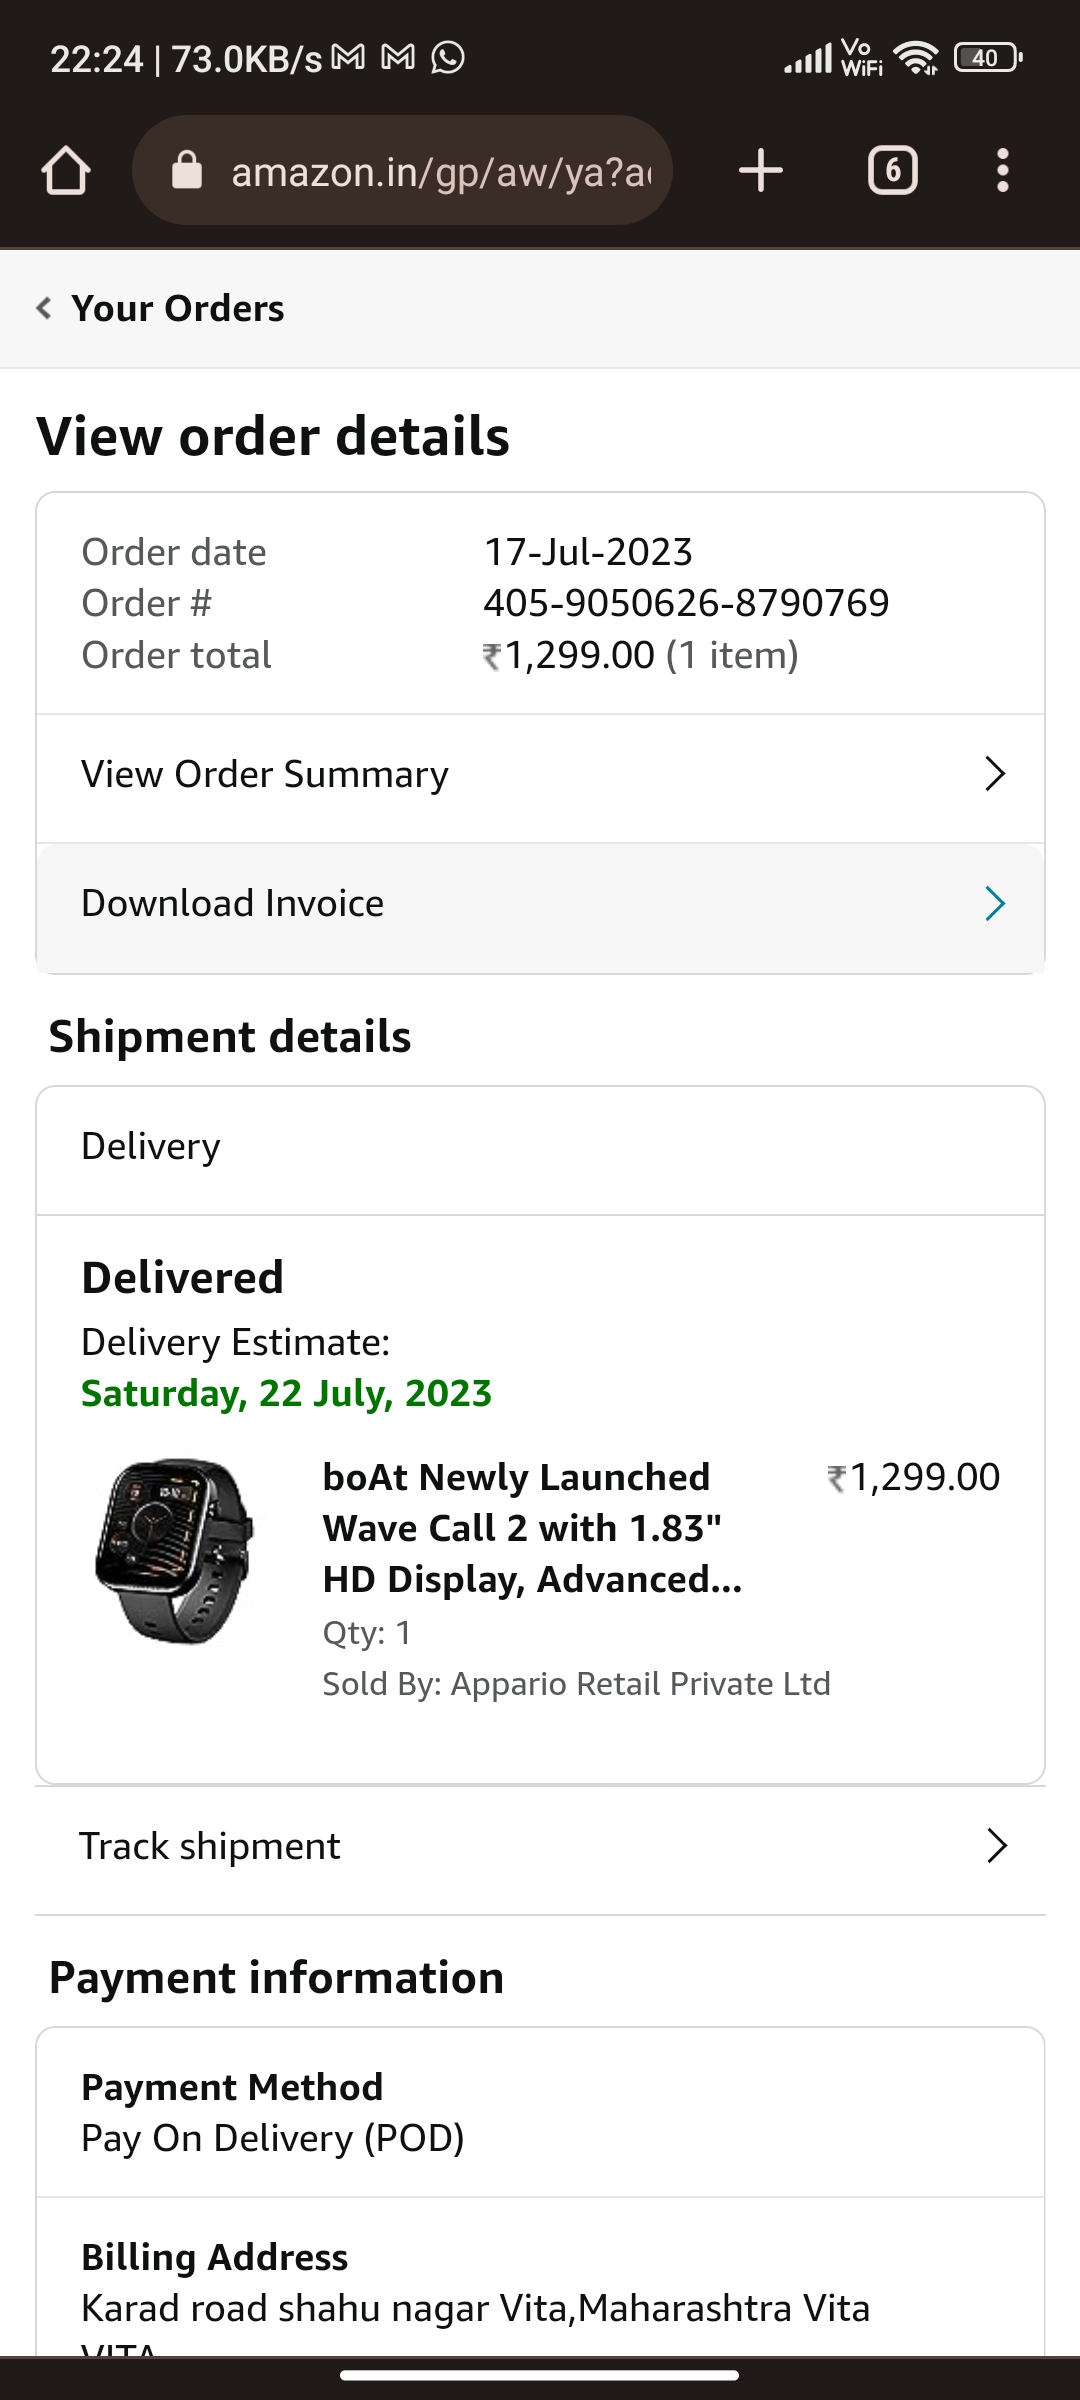 22:24 | 73.0KB/s
Vo
WiFi
40
amazon.in/gp/aw/ya?a
6
Your Orders
View order details
Order date 17-Jul-2023
Order # 405-9050626-8790769
Order total ₹1,299.00 (1 item)
View Order Summary
Download Invoice
Shipment details
Delivery
Delivered
Delivery Estimate:
Saturday, 22 July, 2023
boAt Newly Launched ₹1,299.00
Wave Call 2 with 1.83"
HD Display, Advanced...
Qty: 1
Sold By: Appario Retail Private Ltd
Track shipment
Payment information
Payment Method
Pay On Delivery (POD)
Billing Address
Karad road shahu nagar Vita,Maharashtra Vita
VITA